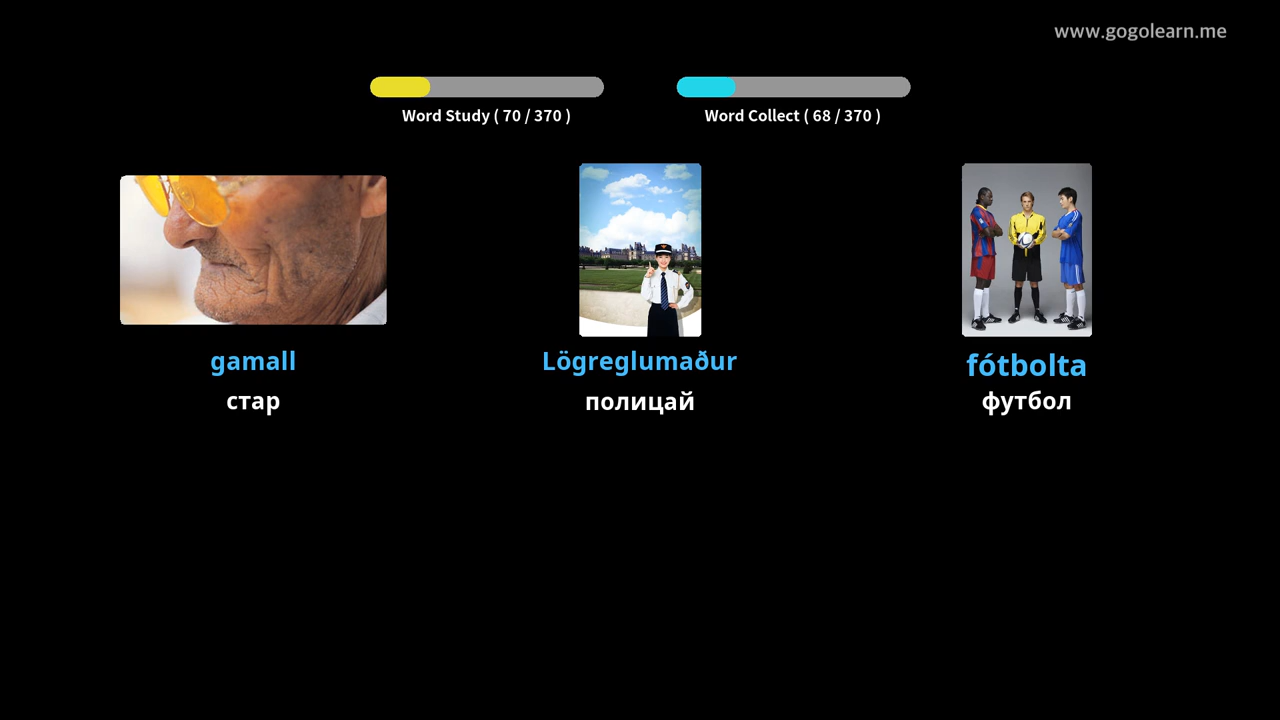 www.gogolearn.me
Word Study ( 70 / 370 )
Word Collect ( 68 / 370 )
gamall
Lögreglumaður
fótbolta
стар
полицай
футбол